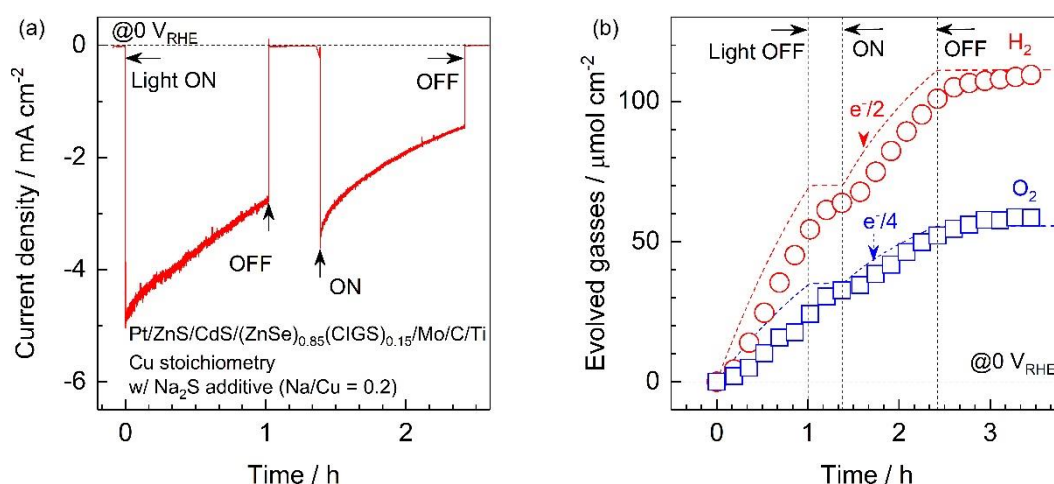 (a)
@0 V_RHE
Light ON
OFF
OFF
ON
Pt/ZnS/CdS/(ZnSe)₀.₈₅(CIGS)₀.₁₅/Mo/C/Ti
Cu stoichiometry
w/ Na₂S additive (Na/Cu = 0.2)
Current density / mA cm⁻²
0
-2
-4
-6
0
1
2
Time / h
(b)
Light OFF
ON
OFF
H₂
e⁻/2
O₂
e⁻/4
@0 V_RHE
Evolved gasses / μmol cm⁻²
100
50
0
0
1
2
3
Time / h